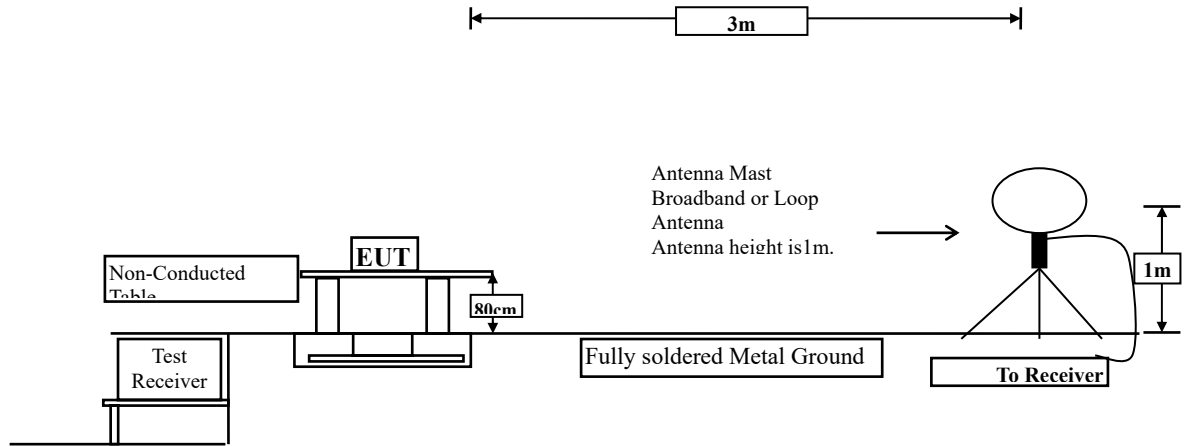 3m
Antenna Mast
Broadband or Loop
Antenna
Antenna height is1m.
EUT
Non-Conducted
Table
80cm
1m
Test
Receiver
Fully soldered Metal Ground
To Receiver